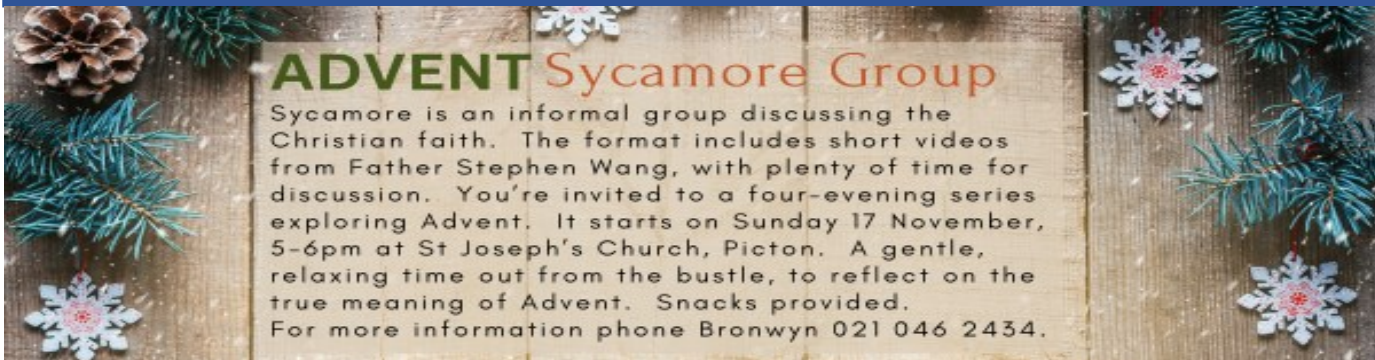 ADVENT Sycamore Group
Sycamore is an informal group discussing the
Christian faith.  The format includes short videos
from Father Stephen Wang, with plenty of time for
discussion.  You're invited to a four-evening series
exploring Advent.  It starts on Sunday 17 November,
5-6pm at St Joseph's Church, Picton.  A gentle,
relaxing time out from the bustle, to reflect on the
true meaning of Advent.  Snacks provided.
For more information phone Bronwyn 021 046 2434.